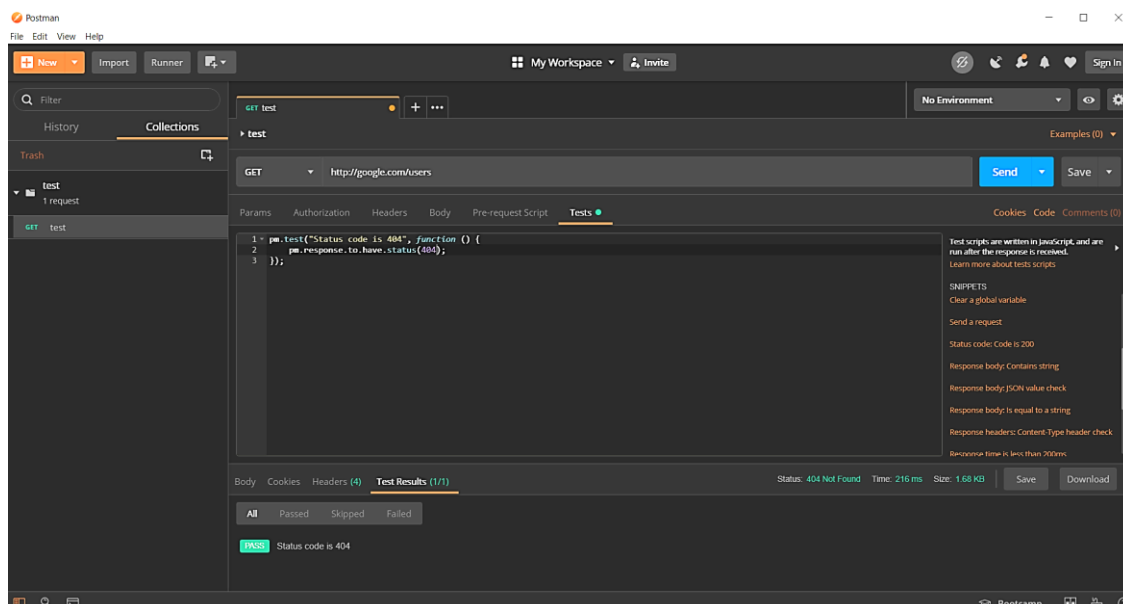 Postman
File Edit View Help
New Import Runner My Workspace Invite Sign In
Filter
History Collections
Trash
test
1 request
GET test
GET test
No Environment
test
Examples (0)
GET http://google.com/users Send Save
Params Authorization Headers Body Pre-request Script Tests Cookies Code Comments (0)
1 pm.test("Status code is 404", function () {
2 pm.response.to.have.status(404);
3 });
Test scripts are written in JavaScript, and are
run after the response is received.
Learn more about tests scripts
SNIPPETS
Clear a global variable
Send a request
Status code: Code is 200
Response body: Contains string
Response body: JSON value check
Response body: Is equal to a string
Response headers: Content-Type header check
Response time is less than 200ms
Body Cookies Headers (4) Test Results (1/1) Status: 404 Not Found Time: 216 ms Size: 1.68 KB Save Download
All Passed Skipped Failed
PASS Status code is 404
Bootcamp